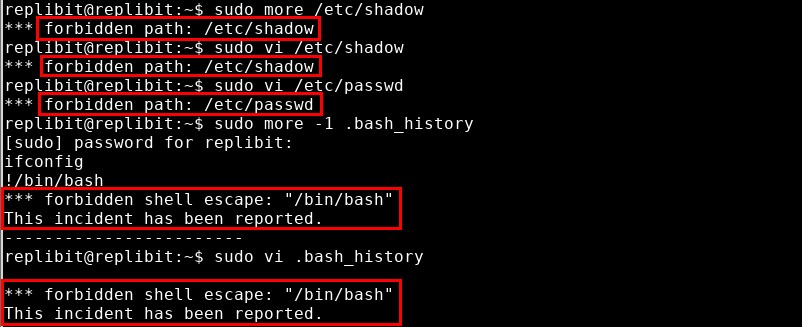 replibit@replibit:~$ sudo more /etc/shadow
*** forbidden path: /etc/shadow
replibit@replibit:~$ sudo vi /etc/shadow
*** forbidden path: /etc/shadow
replibit@replibit:~$ sudo vi /etc/passwd
*** forbidden path: /etc/passwd
replibit@replibit:~$ sudo more -1 .bash_history
[sudo] password for replibit:
ifconfig
!/bin/bash
*** forbidden shell escape: "/bin/bash"
This incident has been reported.
------------------------
replibit@replibit:~$ sudo vi .bash_history
*** forbidden shell escape: "/bin/bash"
This incident has been reported.